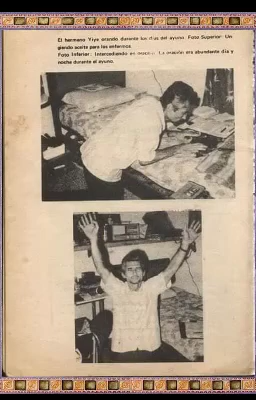 El hermano Yiye orando durante los días del ayuno. Foto Superior: Un
giendo aceite para los enfermos.
Foto Inferior: Intercediendo en La oración era abundante día y
noche durante el ayuno.